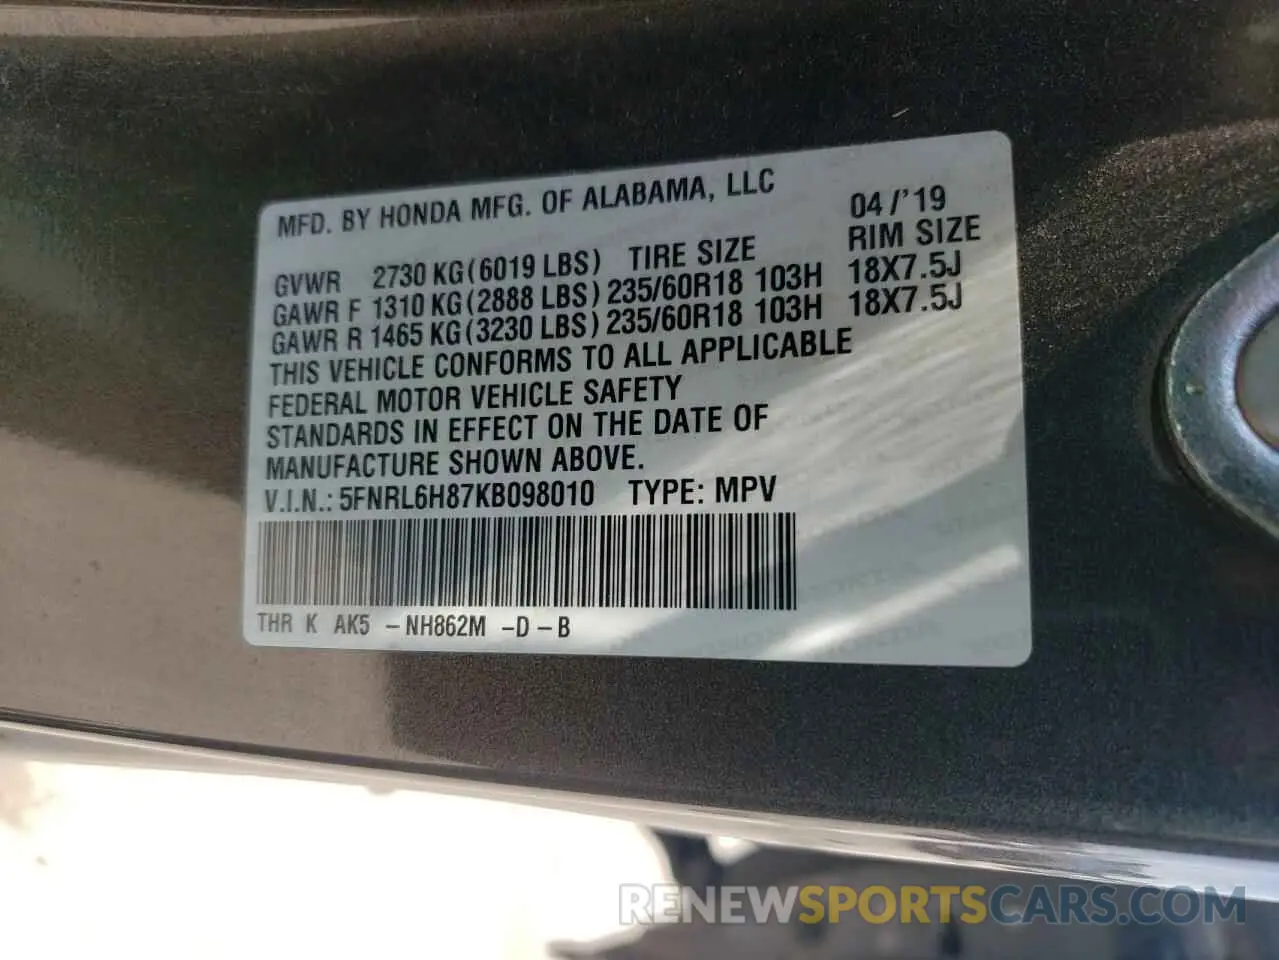 MFD. BY HONDA MFG. OF ALABAMA, LLC
04/'19
GVWR 2730 KG(6019 LBS) TIRE SIZE RIM SIZE
GAWR F 1310 KG(2888 LBS) 235/60R18 103H 18X7.5J
GAWR R 1465 KG(3230 LBS) 235/60R18 103H 18X7.5J
THIS VEHICLE CONFORMS TO ALL APPLICABLE
FEDERAL MOTOR VEHICLE SAFETY
STANDARDS IN EFFECT ON THE DATE OF
MANUFACTURE SHOWN ABOVE.
V.I.N.: 5FNRL6H87KB098010 TYPE: MPV
THR K AK5 -NH862M -D-B
RENEWSPORTSCARS.COM